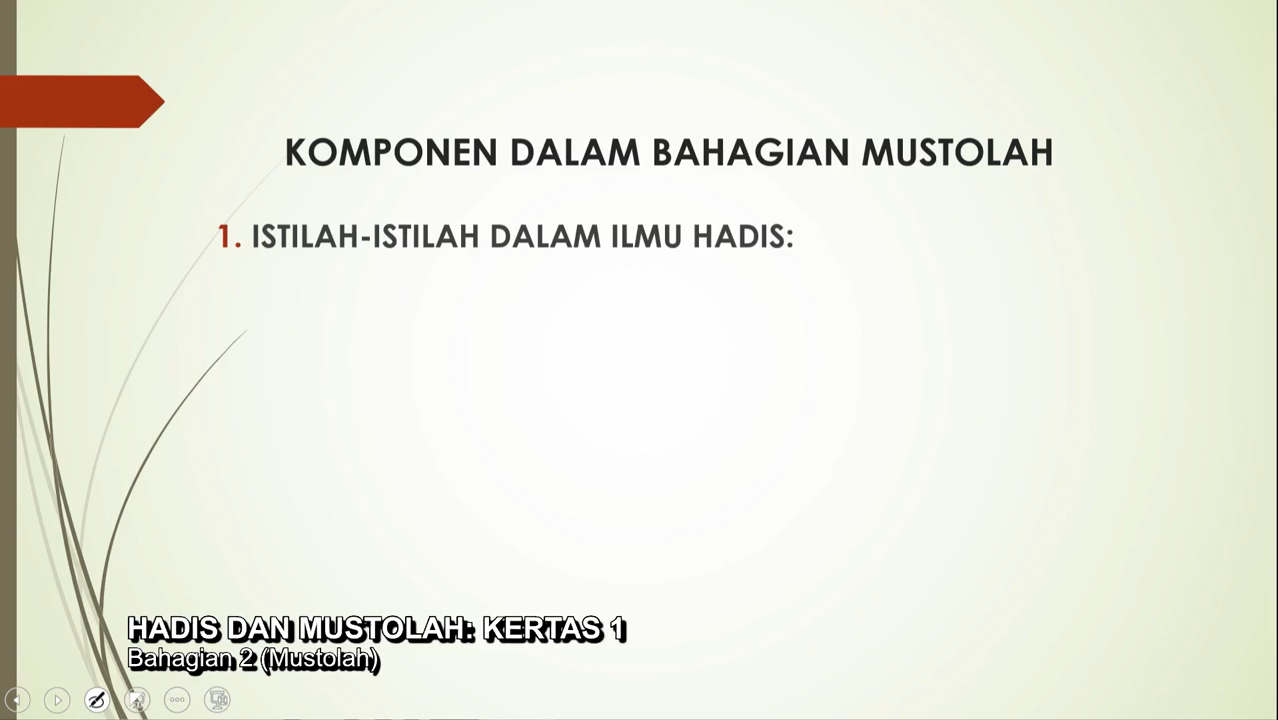 KOMPONEN DALAM BAHAGIAN MUSTOLAH
1. ISTILAH-ISTILAH DALAM ILMU HADIS:
HADIS DAN MUSTOLAH: KERTAS 1
Bahagian 2 (Mustolah)